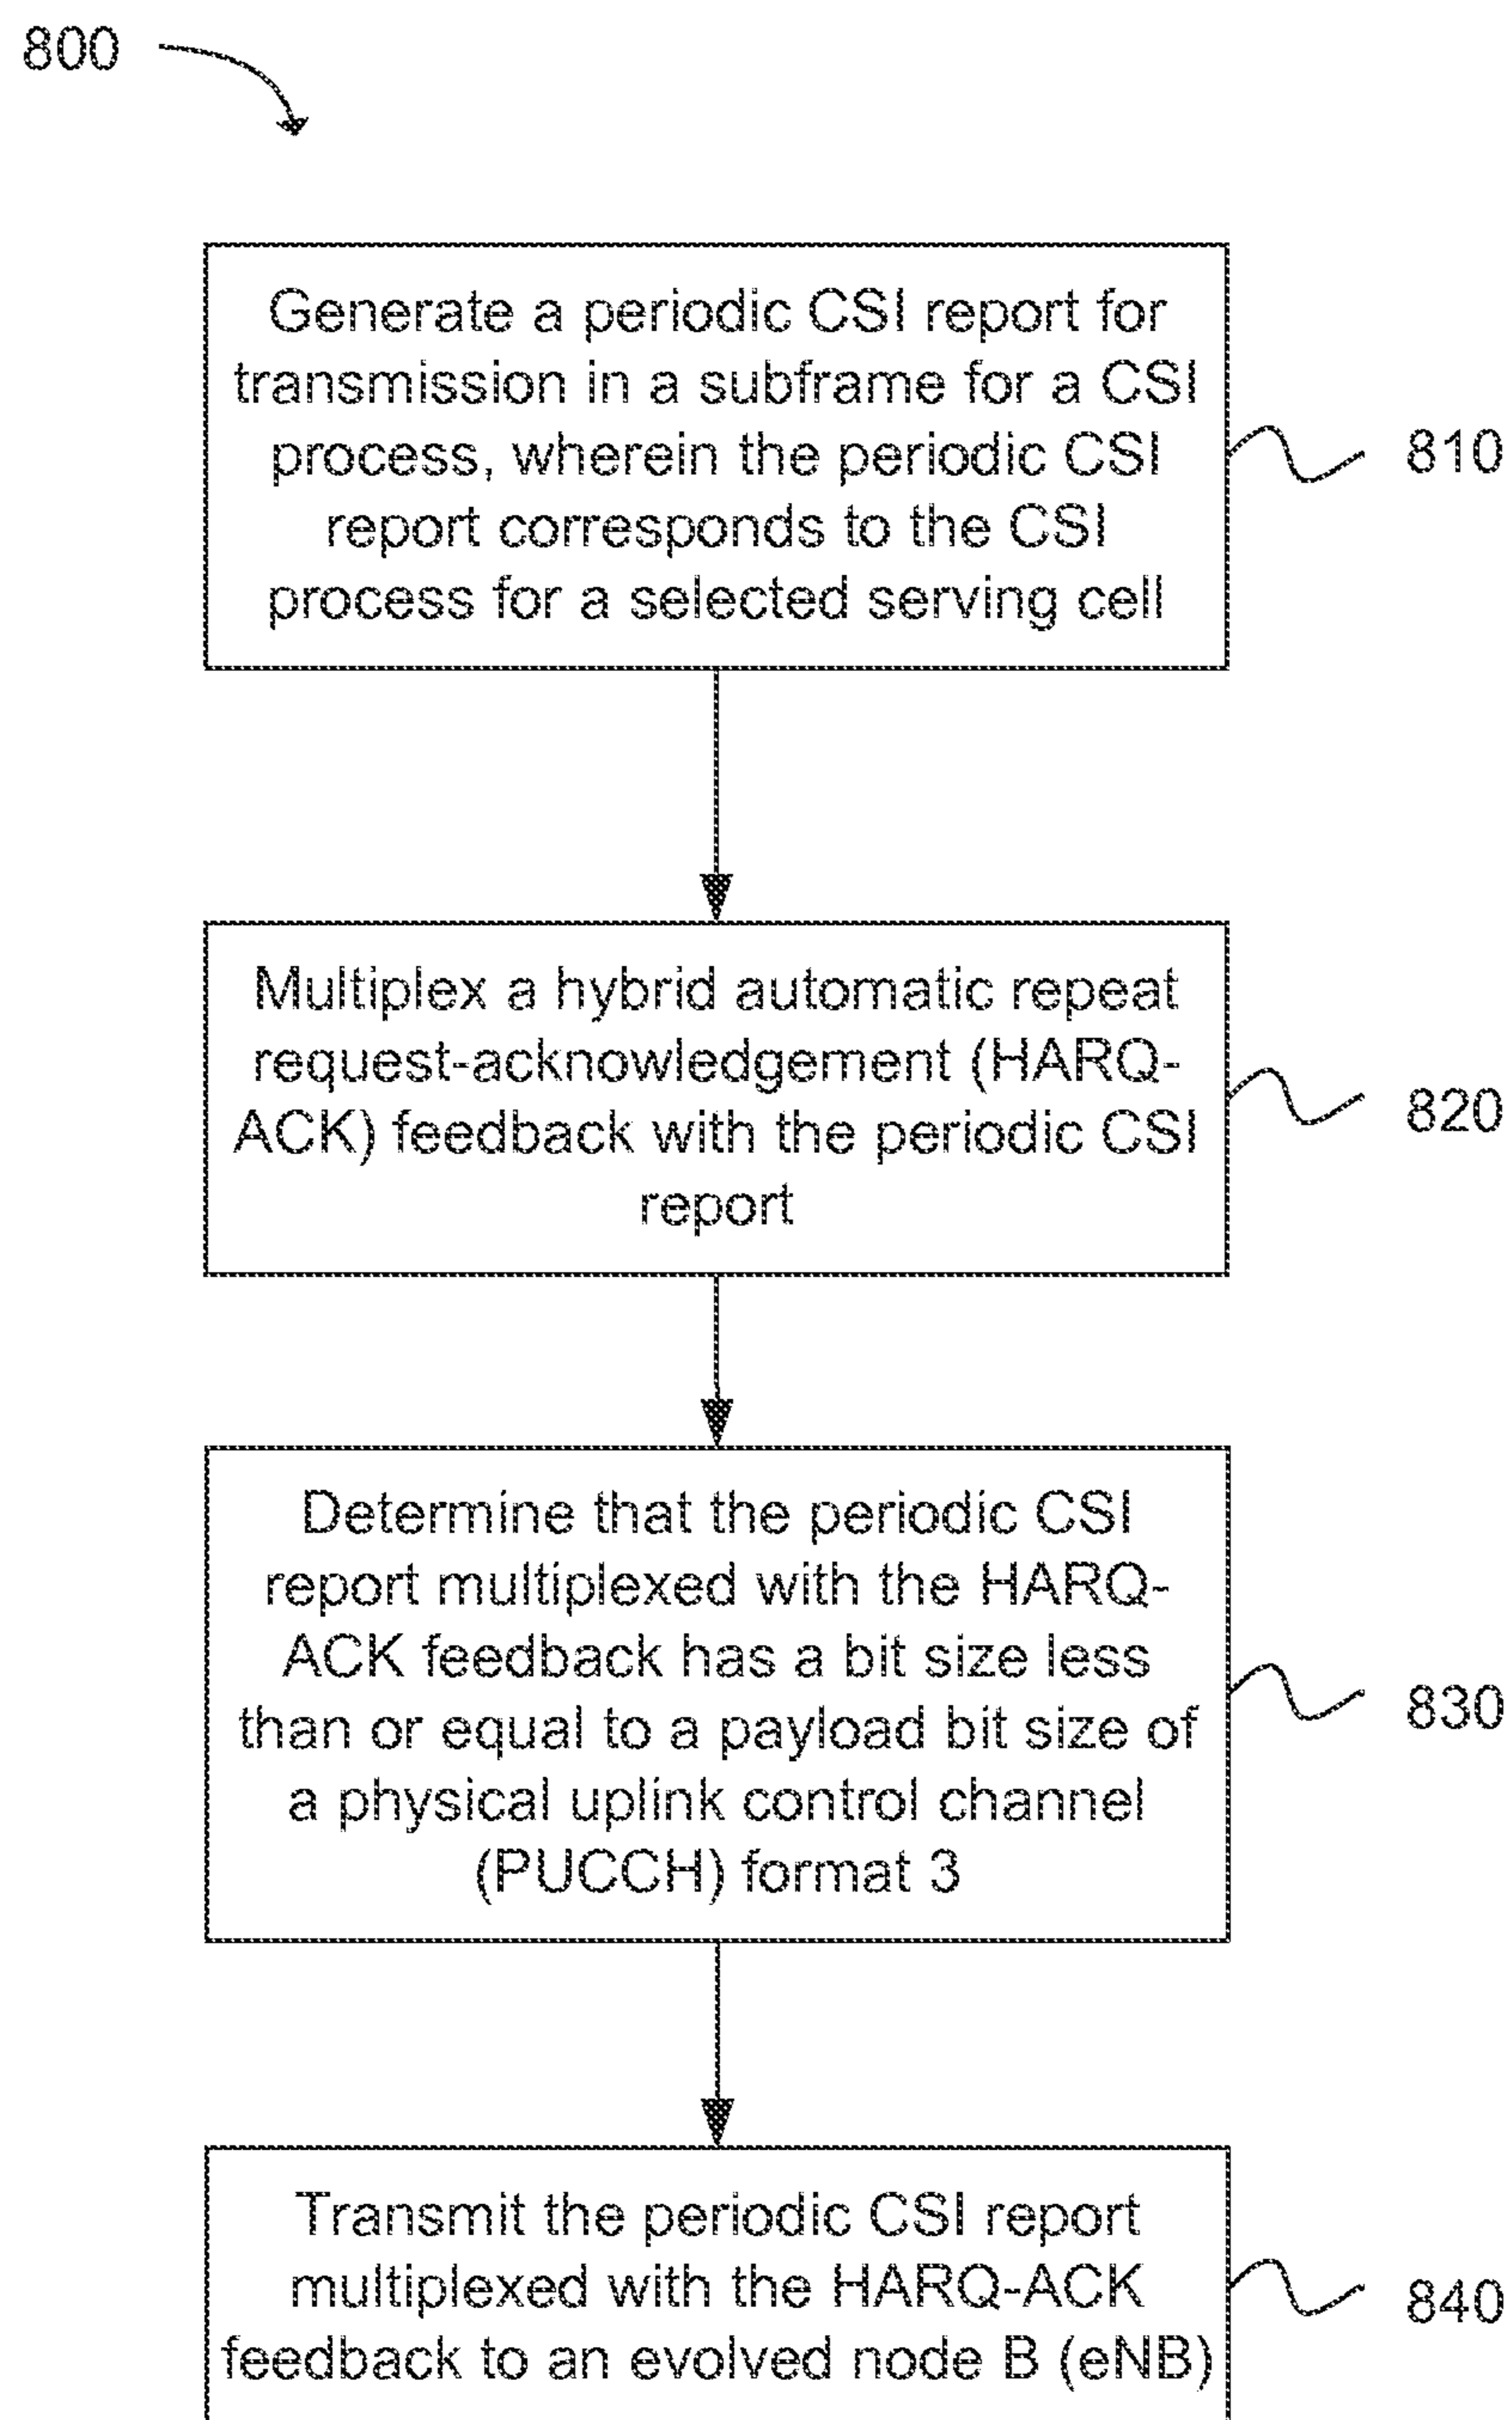 800
Generate a periodic CSI report for
transmission in a subframe for a CSI
process, wherein the periodic CSI
report corresponds to the CSI
process for a selected serving cell
810
Multiplex a hybrid automatic repeat
request-acknowledgement (HARQ-
ACK) feedback with the periodic CSI
report
820
Determine that the periodic CSI
report multiplexed with the HARQ-
ACK feedback has a bit size less
than or equal to a payload bit size of
a physical uplink control channel
(PUCCH) format 3
830
Transmit the periodic CSI report
multiplexed with the HARQ-ACK
feedback to an evolved node B (eNB)
840